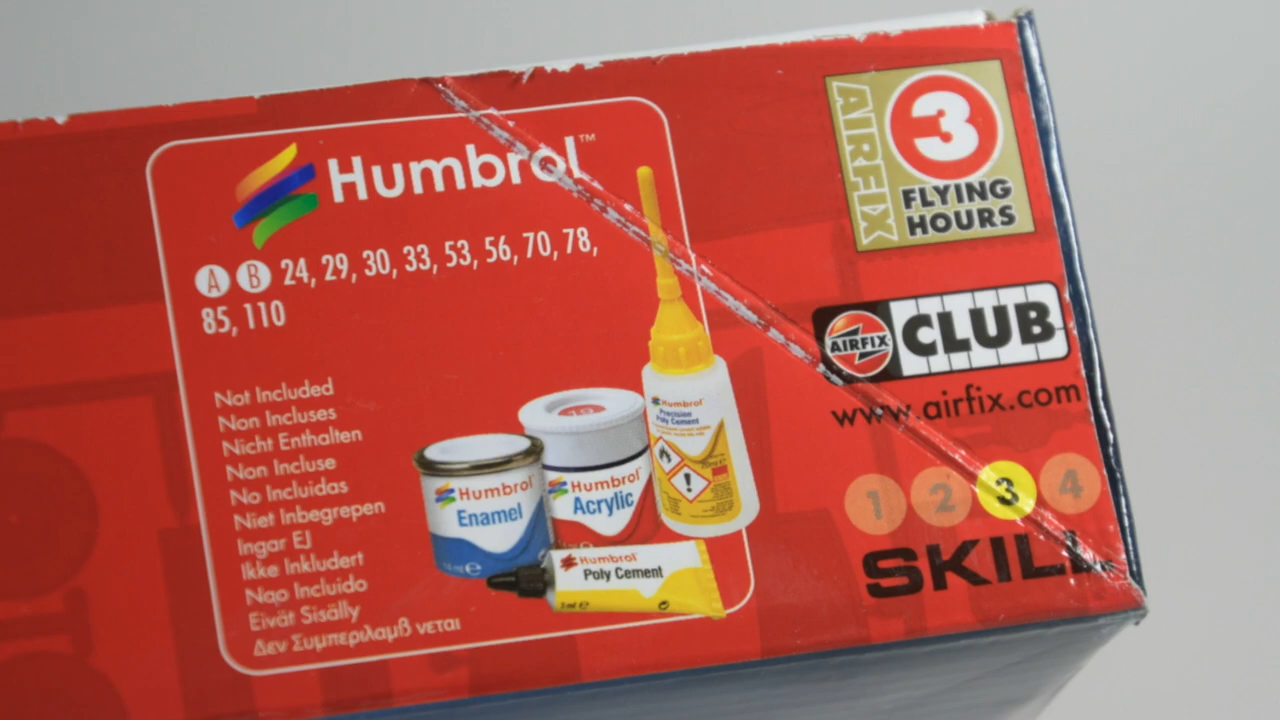 Humbrol™
A B 24, 29, 30, 33, 53, 56, 70, 78,
85, 110
Not Included
Non Incluses
Nicht Enthalten
Non Incluse
No Incluidas
Niet Inbegrepen
Ingar EJ
Ikke Inkludert
Nao Incluido
Eivät Sisälly
Δεν Συμπεριλαμβ νεται
Humbrol
Enamel
Humbrol
Acrylic
Humbrol
Precision
Poly Cement
Humbrol
Poly Cement
AIRFIX
3
FLYING
HOURS
AIRFIX
CLUB
www.airfix.com
1 2 3 4
SKILL